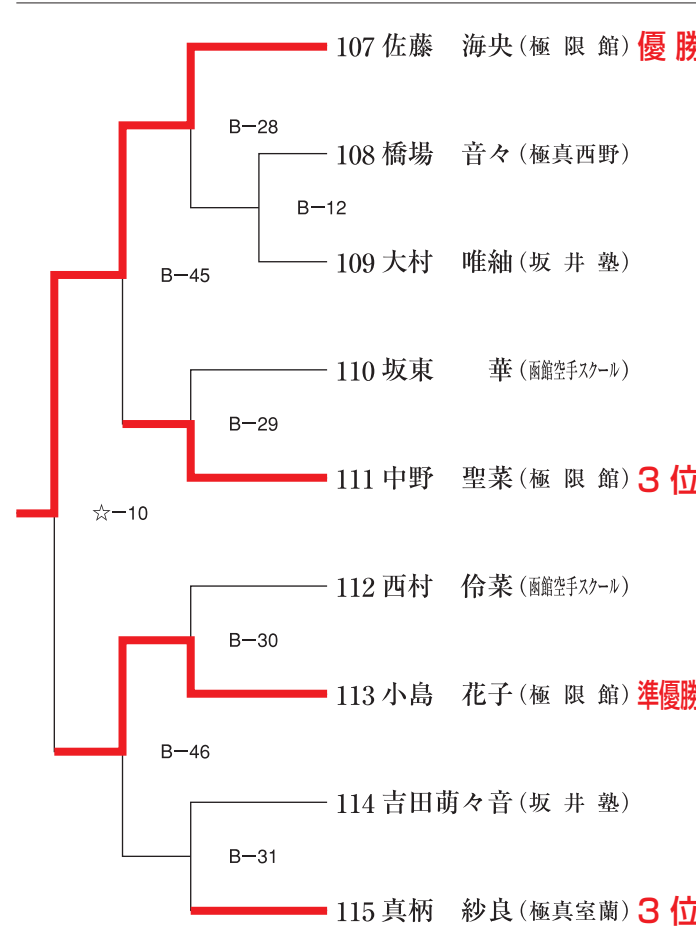 107 佐藤　海央(極 限 館) 優 勝
B−28
108 橋場　音々(極真西野)
B−12
109 大村　唯紬(坂 井 塾)
B−45
110 坂東　　華(函館空手スクール)
B−29
111 中野　聖菜(極 限 館) 3 位
☆−10
112 西村　伶菜(函館空手スクール)
B−30
113 小島　花子(極 限 館) 準優勝
B−46
114 吉田萌々音(坂 井 塾)
B−31
115 真柄　紗良(極真室蘭) 3 位